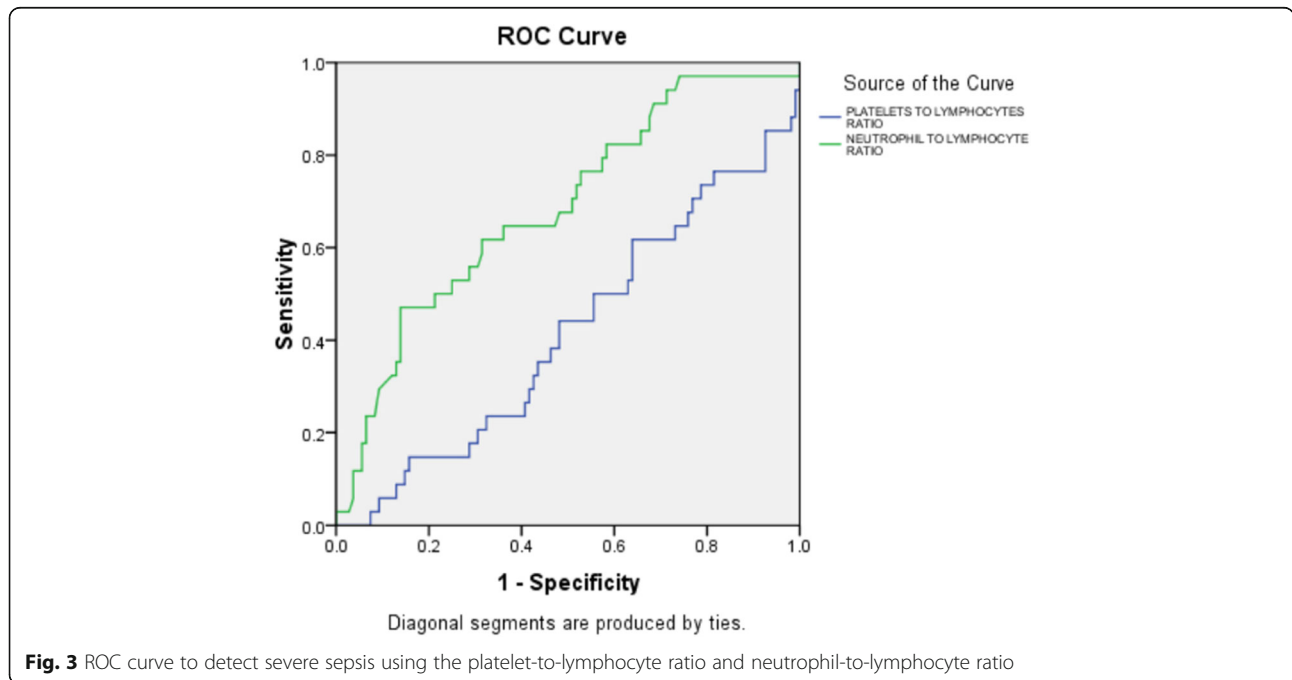 ROC Curve
Source of the Curve
PLATELETS TO LYMPHOCYTES
RATIO
NEUTROPHIL TO LYMPHOCYTE
RATIO
1.0
0.8
0.6
0.4
0.2
0.0
Sensitivity
0.0 0.2 0.4 0.6 0.8 1.0
1 - Specificity
Diagonal segments are produced by ties.
Fig. 3 ROC curve to detect severe sepsis using the platelet-to-lymphocyte ratio and neutrophil-to-lymphocyte ratio